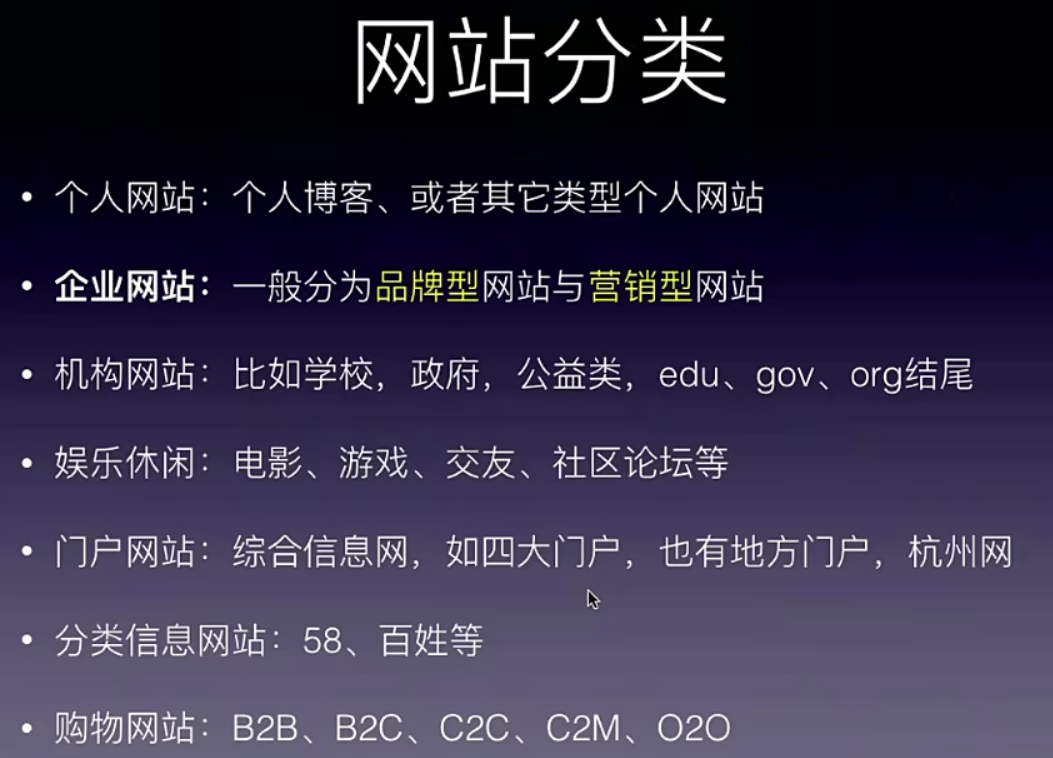 网站分类
• 个人网站：个人博客、或者其它类型个人网站
• 企业网站：一般分为品牌型网站与营销型网站
• 机构网站：比如学校，政府，公益类，edu、gov、org结尾
• 娱乐休闲：电影、游戏、交友、社区论坛等
• 门户网站：综合信息网，如四大门户，也有地方门户，杭州网
• 分类信息网站：58、百姓等
• 购物网站：B2B、B2C、C2C、C2M、O2O